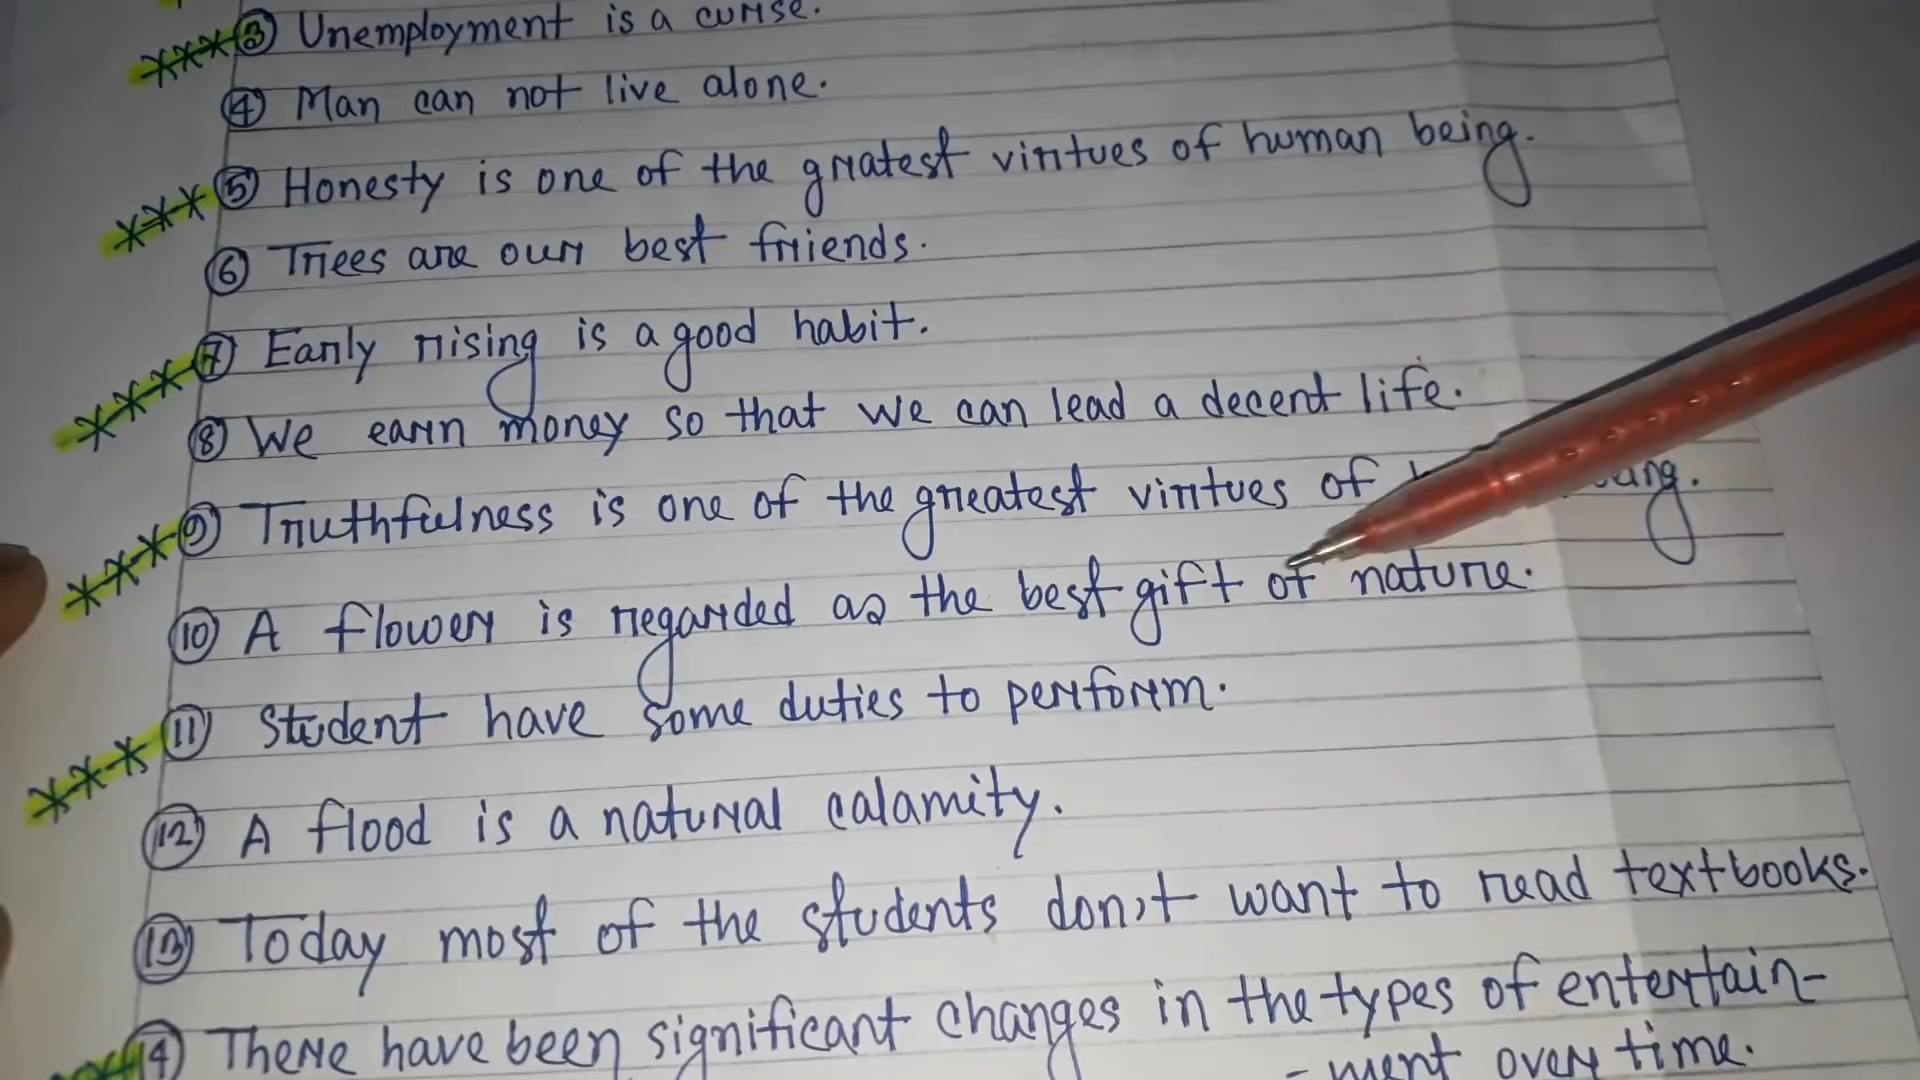 *** ③ Unemployment is a curse.
④ Man can not live alone.
*** ⑤ Honesty is one of the gratest virtues of human being.
⑥ Trees are our best friends.
*** ⑦ Early rising is a good habit.
⑧ We earn money so that we can lead a decent life.
*** ⑨ Truthfulness is one of the greatest virtues of
⑩ A flower is regarded as the best gift of nature.
*** ⑪ Student have some duties to perform.
⑫ A flood is a natural calamity.
⑬ Today most of the students don't want to read textbooks.
⑭ There have been significant changes in the types of entertain-
- ment over time.